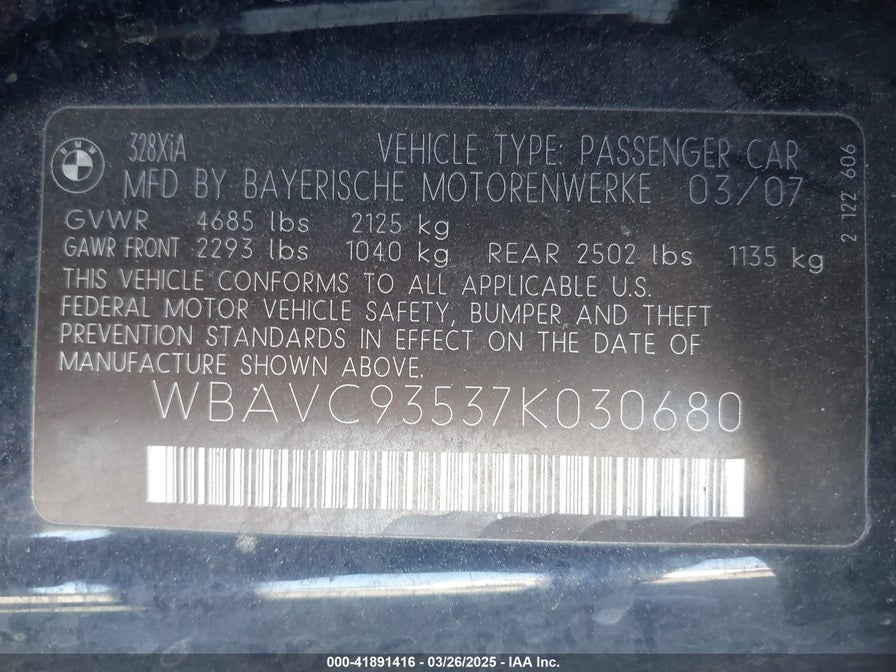 BMW
328XiA VEHICLE TYPE: PASSENGER CAR
MFD BY BAYERISCHE MOTORENWERKE 03/07
GVWR 4685 lbs 2125 kg
GAWR FRONT 2293 lbs 1040 kg REAR 2502 lbs 1135 kg
THIS VEHICLE CONFORMS TO ALL APPLICABLE U.S.
FEDERAL MOTOR VEHICLE SAFETY, BUMPER AND THEFT
PREVENTION STANDARDS IN EFFECT ON THE DATE OF
MANUFACTURE SHOWN ABOVE.
WBAVC93537K030680
2 122 606
000-41891416 - 03/26/2025 - IAA Inc.